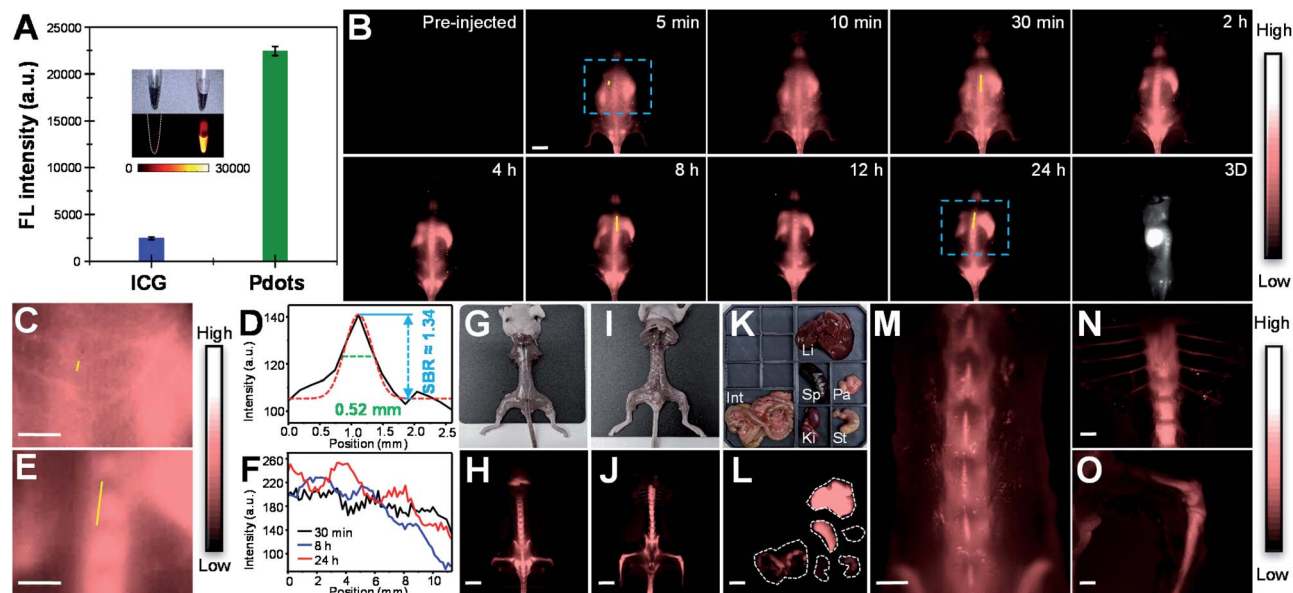 A
FL intensity (a.u.)
25000
20000
15000
10000
5000
0
0 30000
ICG Pdots
B
Pre-injected
5 min
10 min
30 min
2 h
4 h
8 h
12 h
24 h
3D
High
Low
C
E
High
Low
D
Intensity (a.u.)
140
120
100
SBR ≈ 1.34
0.52 mm
0.0 1.0 1.5 2.0 2.5
Position (mm)
F
Intensity (a.u.)
260
220
180
140
100
30 min
8 h
24 h
0 2 4 6 8 10
Position (mm)
G
H
I
J
K
Li
Sp
Pa
Int
Ki
St
L
M
N
O
High
Low